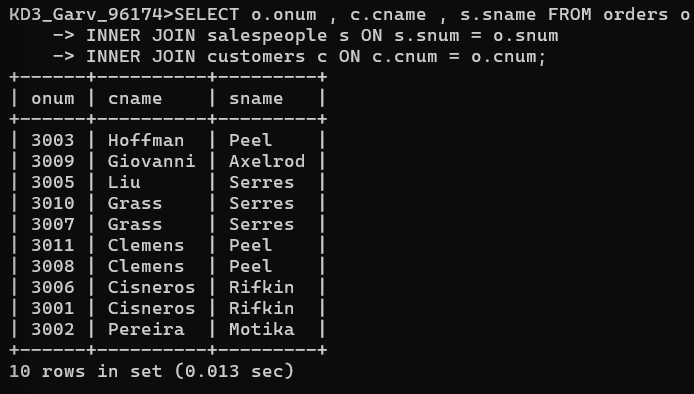 KD3_Garv_96174>SELECT o.onum , c.cname , s.sname FROM orders o
    -> INNER JOIN salespeople s ON s.snum = o.snum
    -> INNER JOIN customers c ON c.cnum = o.cnum;
+------+----------+---------+
| onum | cname    | sname   |
+------+----------+---------+
| 3003 | Hoffman  | Peel    |
| 3009 | Giovanni | Axelrod |
| 3005 | Liu      | Serres  |
| 3010 | Grass    | Serres  |
| 3007 | Grass    | Serres  |
| 3011 | Clemens  | Peel    |
| 3008 | Clemens  | Peel    |
| 3006 | Cisneros | Rifkin  |
| 3001 | Cisneros | Rifkin  |
| 3002 | Pereira  | Motika  |
+------+----------+---------+
10 rows in set (0.013 sec)